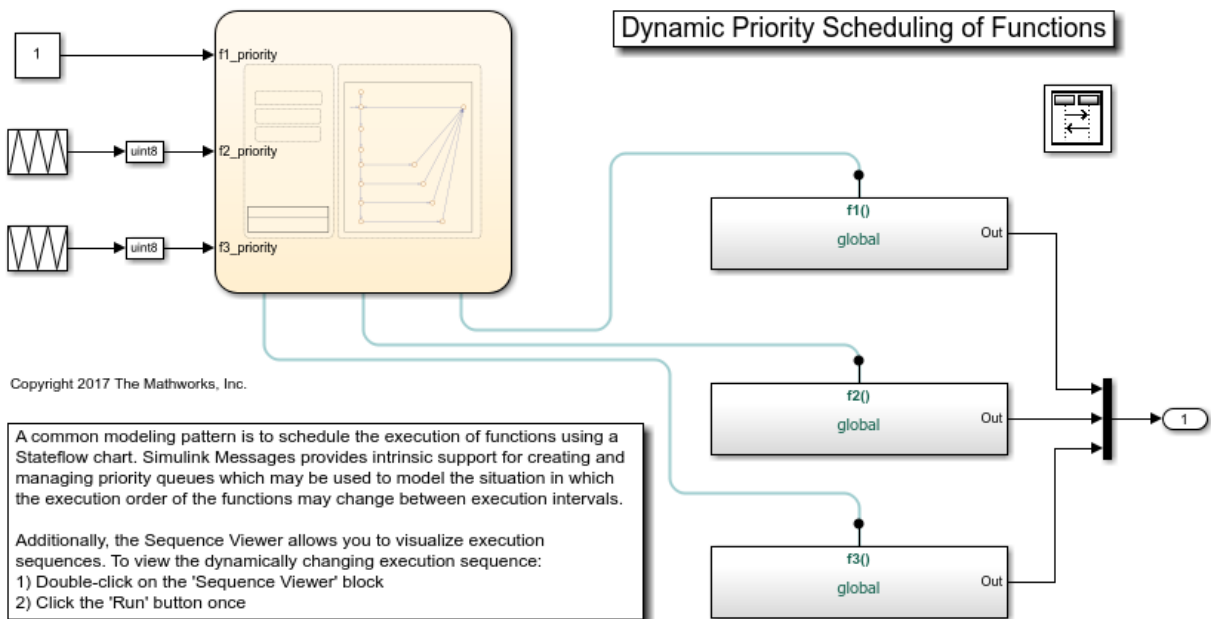 Dynamic Priority Scheduling of Functions
1
f1_priority
uint8
f2_priority
uint8
f3_priority
f1()
global
Out
f2()
global
Out
1
f3()
global
Out
Copyright 2017 The Mathworks, Inc.
A common modeling pattern is to schedule the execution of functions using a
Stateflow chart. Simulink Messages provides intrinsic support for creating and
managing priority queues which may be used to model the situation in which
the execution order of the functions may change between execution intervals.
Additionally, the Sequence Viewer allows you to visualize execution
sequences. To view the dynamically changing execution sequence:
1) Double-click on the 'Sequence Viewer' block
2) Click the 'Run' button once